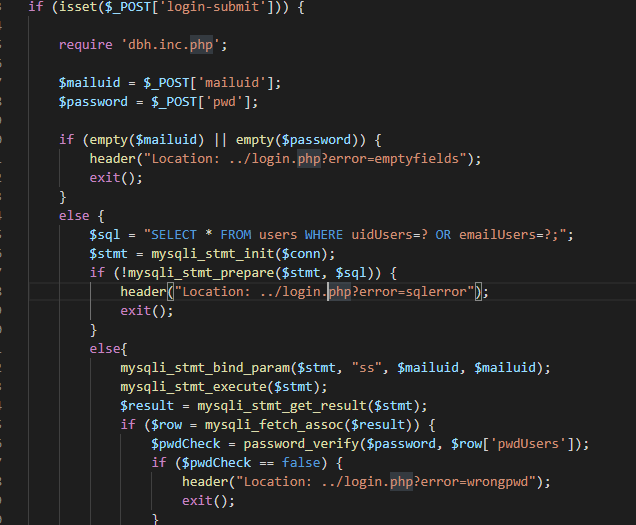 if (isset($_POST['login-submit'])) {
require 'dbh.inc.php';
$mailuid = $_POST['mailuid'];
$password = $_POST['pwd'];
if (empty($mailuid) || empty($password)) {
header("Location: ../login.php?error=emptyfields");
exit();
}
else {
$sql = "SELECT * FROM users WHERE uidUsers=? OR emailUsers=?;";
$stmt = mysqli_stmt_init($conn);
if (!mysqli_stmt_prepare($stmt, $sql)) {
header("Location: ../login.php?error=sqlerror");
exit();
}
else{
mysqli_stmt_bind_param($stmt, "ss", $mailuid, $mailuid);
mysqli_stmt_execute($stmt);
$result = mysqli_stmt_get_result($stmt);
if ($row = mysqli_fetch_assoc($result)) {
$pwdCheck = password_verify($password, $row['pwdUsers']);
if ($pwdCheck == false) {
header("Location: ../login.php?error=wrongpwd");
exit();
}